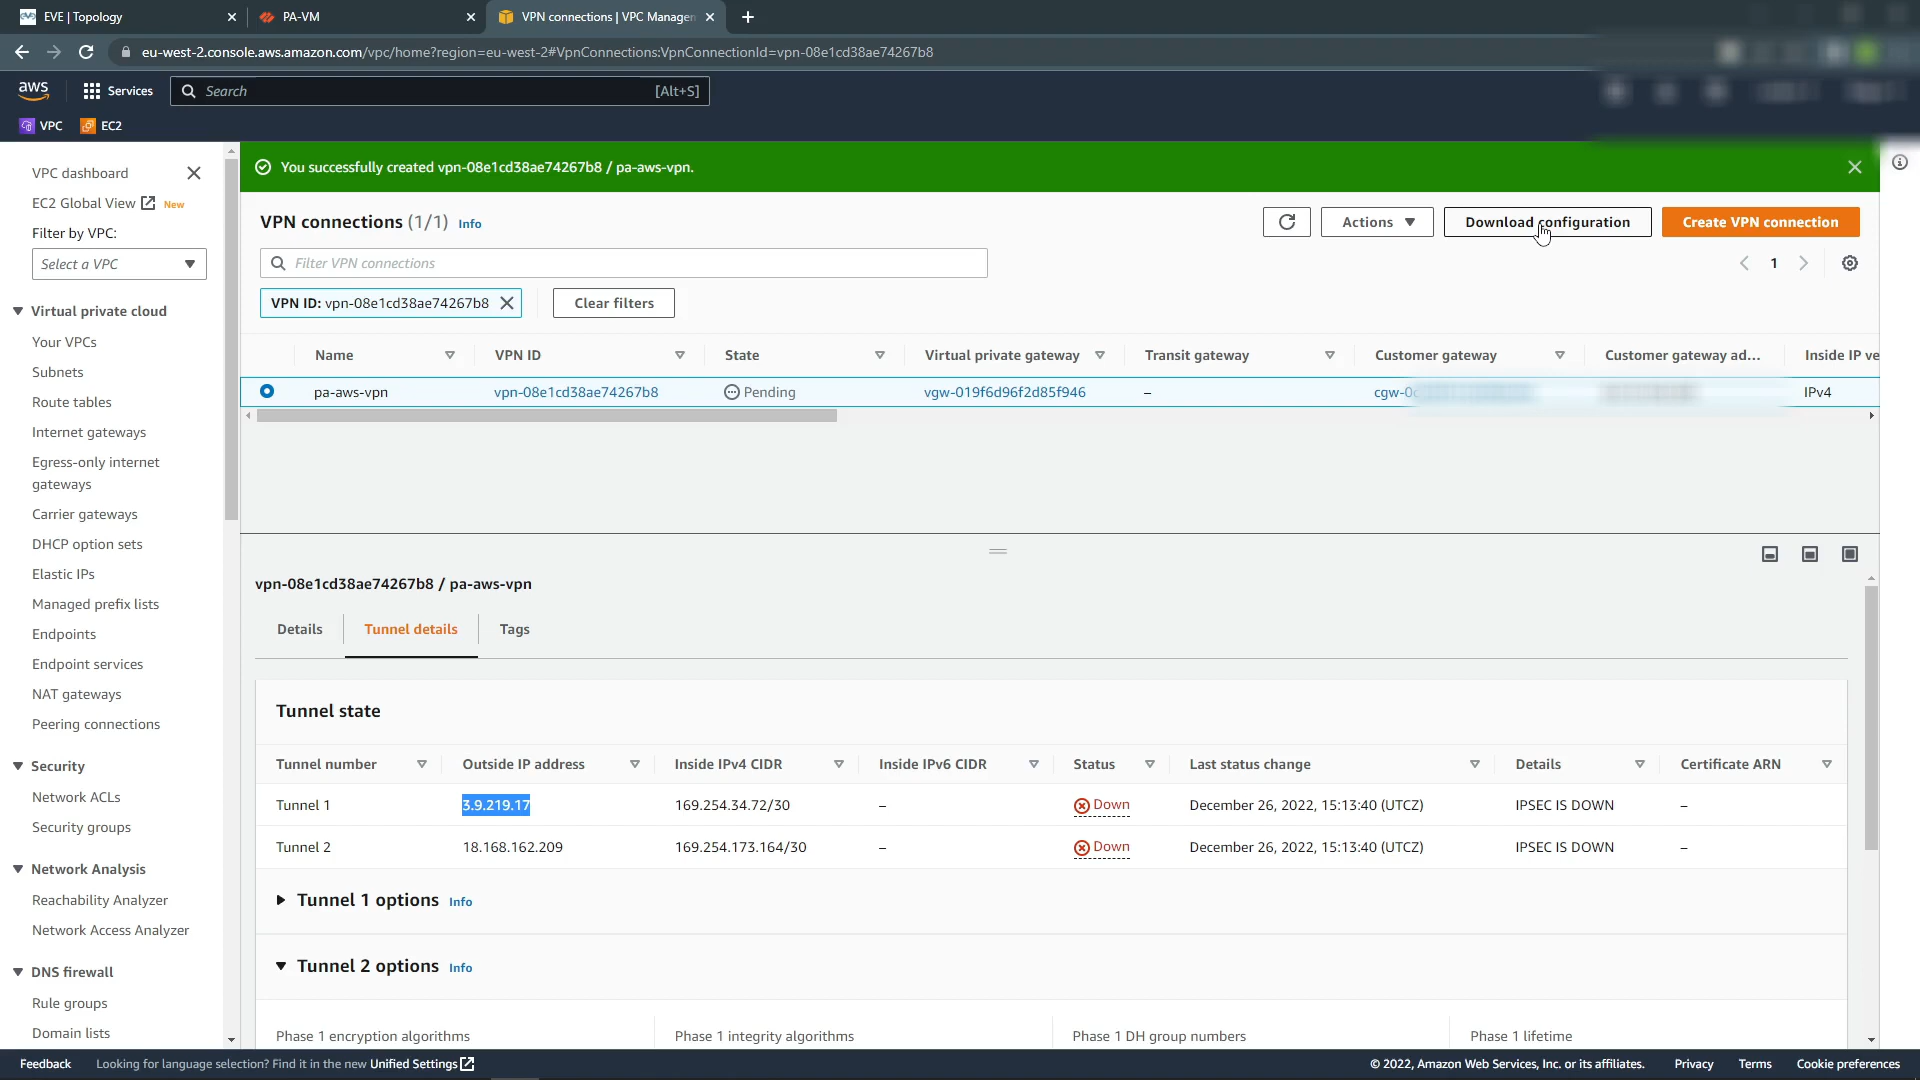 EVE | Topology
PA-VM
VPN connections | VPC Managen
eu-west-2.console.aws.amazon.com/vpc/home?region=eu-west-2#VpnConnections:VpnConnectionId=vpn-08e1cd38ae74267b8
aws
Services
Search
[Alt+S]
VPC
EC2
VPC dashboard
EC2 Global View New
Filter by VPC:
Select a VPC
Virtual private cloud
Your VPCs
Subnets
Route tables
Internet gateways
Egress-only internet
gateways
Carrier gateways
DHCP option sets
Elastic IPs
Managed prefix lists
Endpoints
Endpoint services
NAT gateways
Peering connections
Security
Network ACLs
Security groups
Network Analysis
Reachability Analyzer
Network Access Analyzer
DNS firewall
Rule groups
Domain lists
You successfully created vpn-08e1cd38ae74267b8 / pa-aws-vpn.
VPN connections (1/1) Info
Actions
Download configuration
Create VPN connection
Filter VPN connections
1
VPN ID: vpn-08e1cd38ae74267b8
Clear filters
Name VPN ID State Virtual private gateway Transit gateway Customer gateway Customer gateway ad... Inside IP ve
pa-aws-vpn vpn-08e1cd38ae74267b8 Pending vgw-019f6d96f2d85f946 – IPv4
vpn-08e1cd38ae74267b8 / pa-aws-vpn
Details Tunnel details Tags
Tunnel state
Tunnel number Outside IP address Inside IPv4 CIDR Inside IPv6 CIDR Status Last status change Details Certificate ARN
Tunnel 1 3.9.219.17 169.254.34.72/30 – Down December 26, 2022, 15:13:40 (UTCZ) IPSEC IS DOWN –
Tunnel 2 18.168.162.209 169.254.173.164/30 – Down December 26, 2022, 15:13:40 (UTCZ) IPSEC IS DOWN –
Tunnel 1 options Info
Tunnel 2 options Info
Phase 1 encryption algorithms Phase 1 integrity algorithms Phase 1 DH group numbers Phase 1 lifetime
Feedback Looking for language selection? Find it in the new Unified Settings © 2022, Amazon Web Services, Inc. or its affiliates. Privacy Terms Cookie preferences